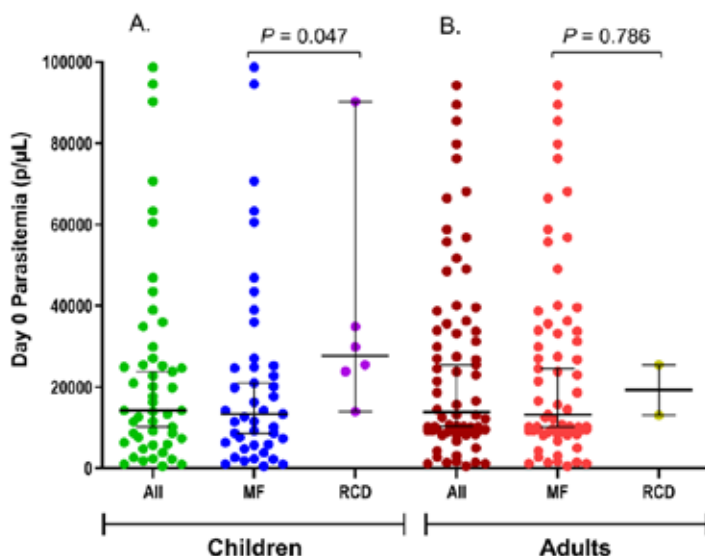 A.
P = 0.047
B.
P = 0.786
Day 0 Parasitemia (p/µL)
100000
80000
60000
40000
20000
0
All
MF
RCD
All
MF
RCD
Children
Adults